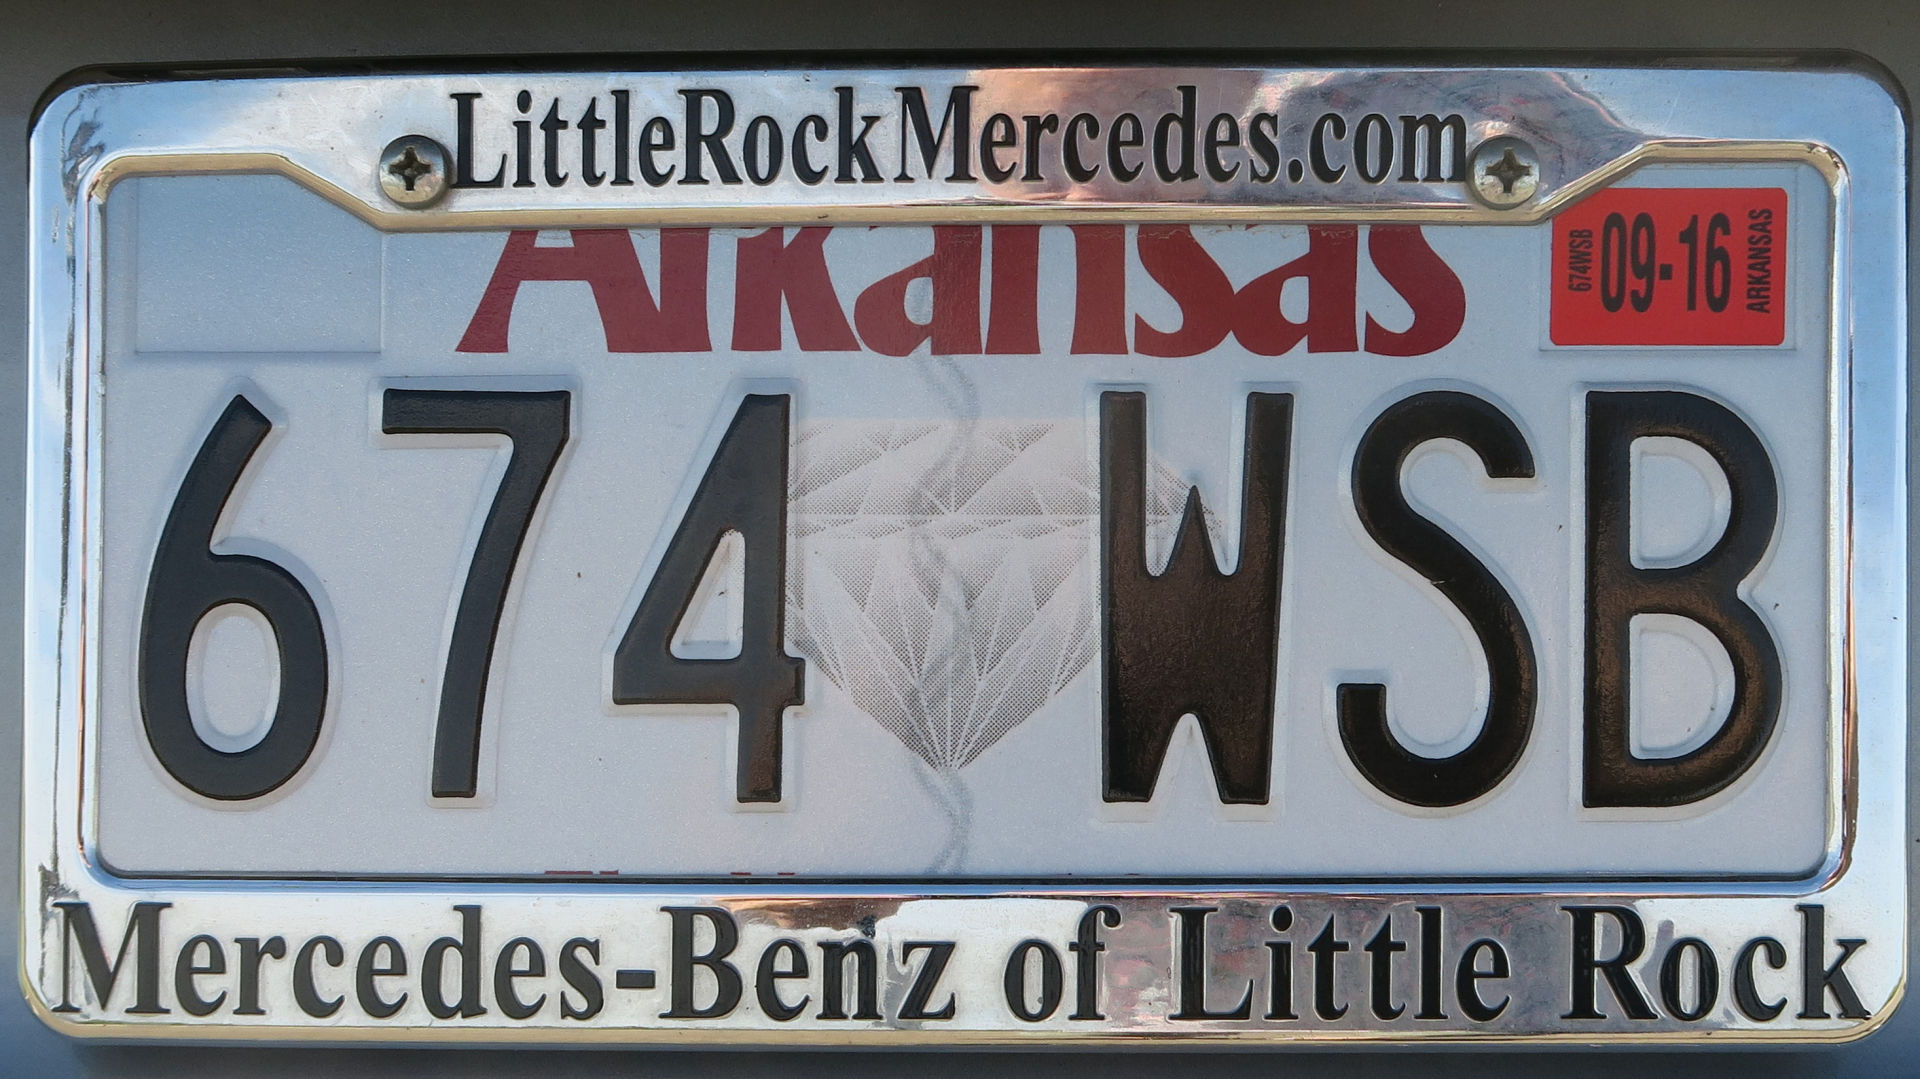 LittleRockMercedes.com
Arkansas
674WSB
09-16
ARKANSAS
674 WSB
Mercedes-Benz of Little Rock